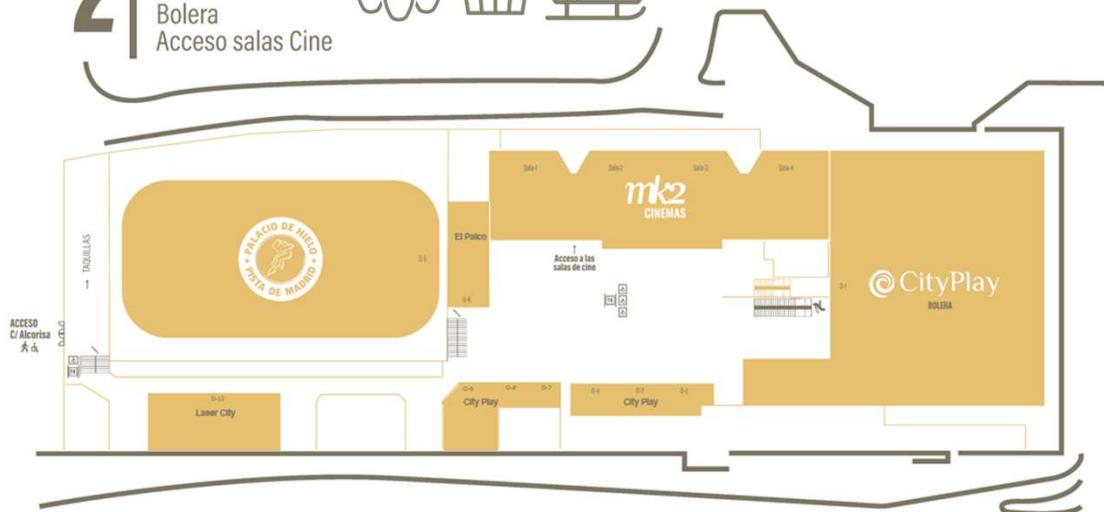 2
Bolera
Acceso salas Cine
Sala-1
Sala-2
Sala-3
Sala-4
mk2
CINEMAS
PALACIO DE HIELO
PISTA DE MADRID
El Palco
→ TAQUILLAS
Acceso a las
salas de cine
CityPlay
BOLERA
ACCESO
C/ Alcorisa
City Play
City Play
Laser City